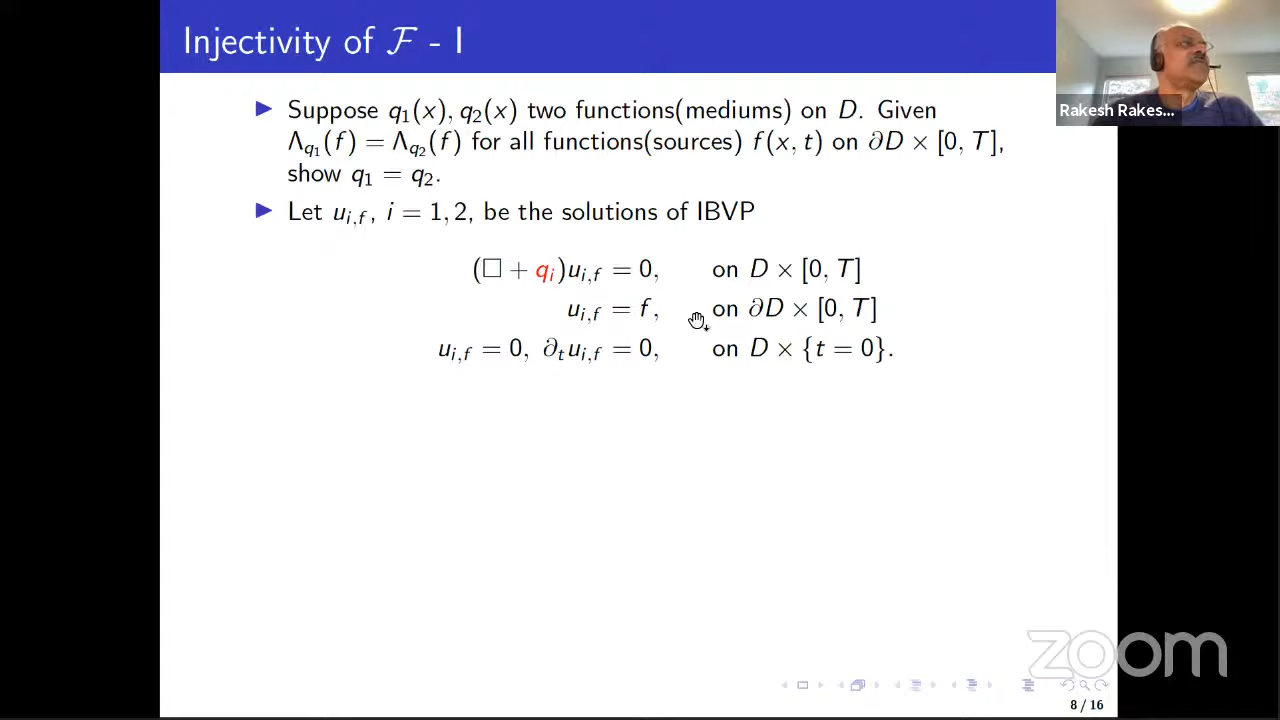 Injectivity of ℱ - I
▶ Suppose q₁(x), q₂(x) two functions(mediums) on D. Given
Λ_{q₁}(f) = Λ_{q₂}(f) for all functions(sources) f(x, t) on ∂D × [0, T],
show q₁ = q₂.
▶ Let u_{i,f}, i = 1, 2, be the solutions of IBVP
(□ + q_i)u_{i,f} = 0, on D × [0, T]
u_{i,f} = f, on ∂D × [0, T]
u_{i,f} = 0, ∂_t u_{i,f} = 0, on D × {t = 0}.
Rakesh Rakes...
zoom
8 / 16